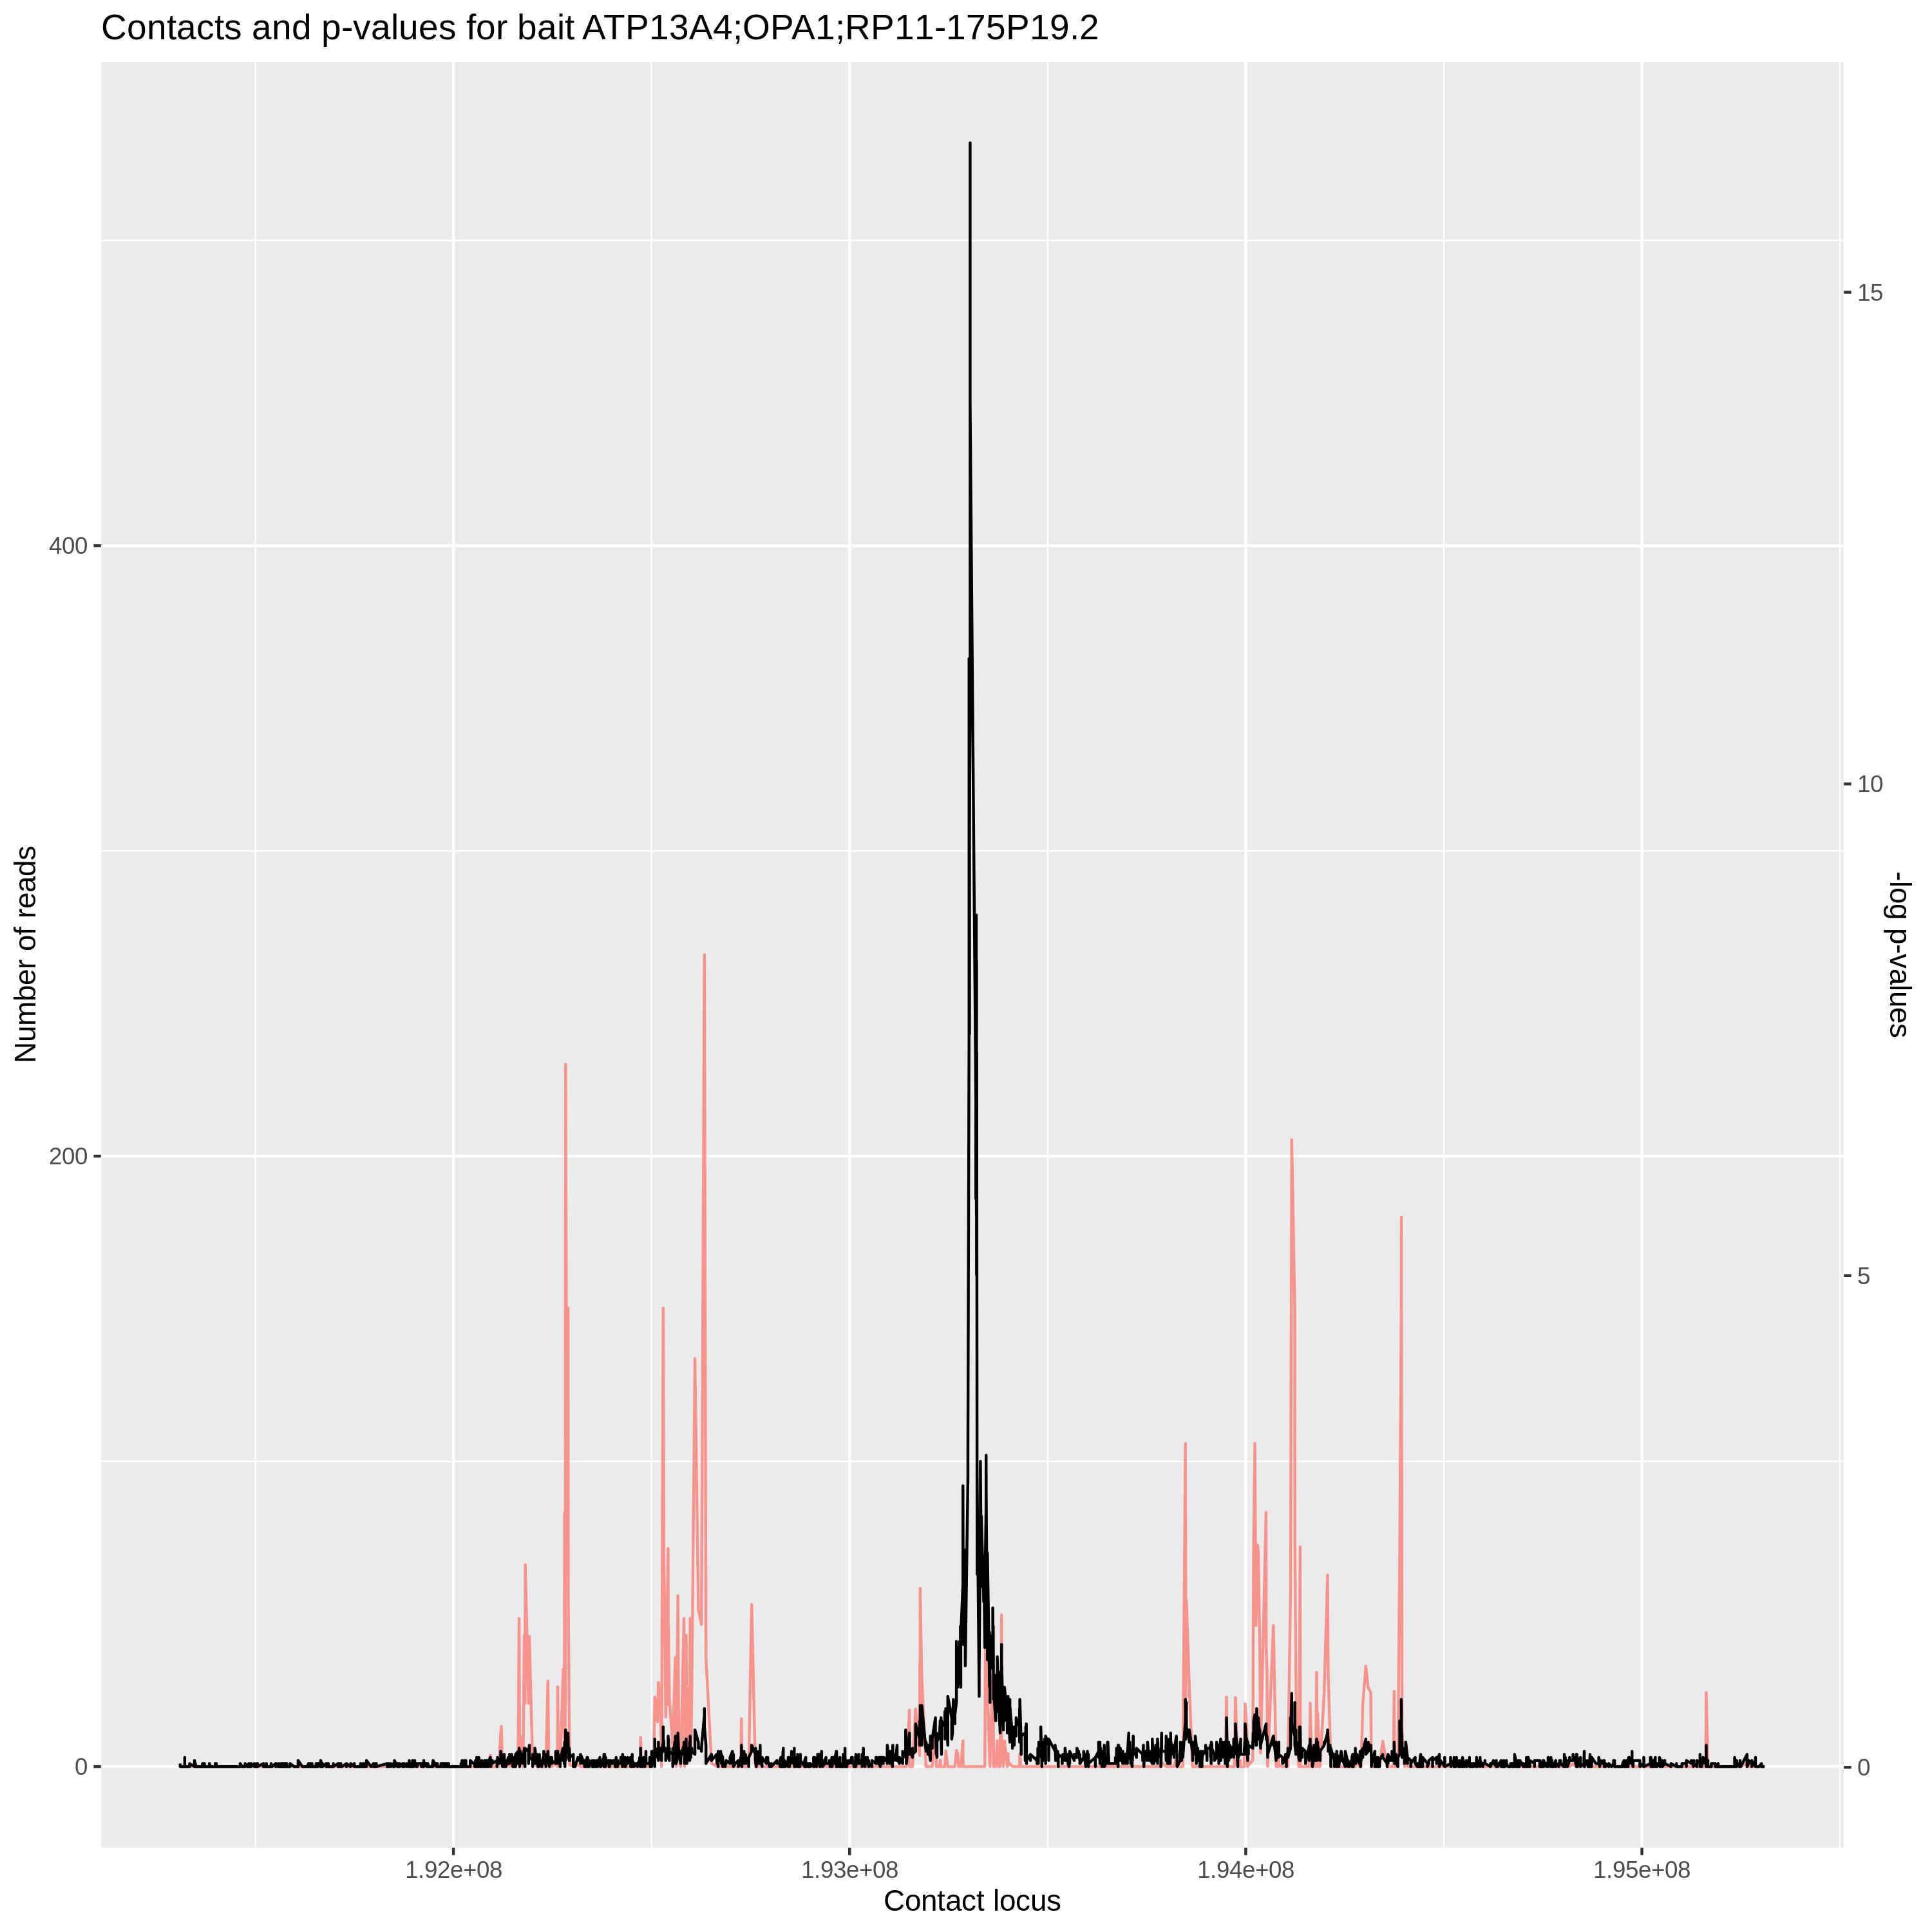 Contacts and p-values for bait ATP13A4;OPA1;RP11-175P19.2
Number of reads
400
200
0
15
10
5
0
-log p-values
1.92e+08
1.93e+08
1.94e+08
1.95e+08
Contact locus